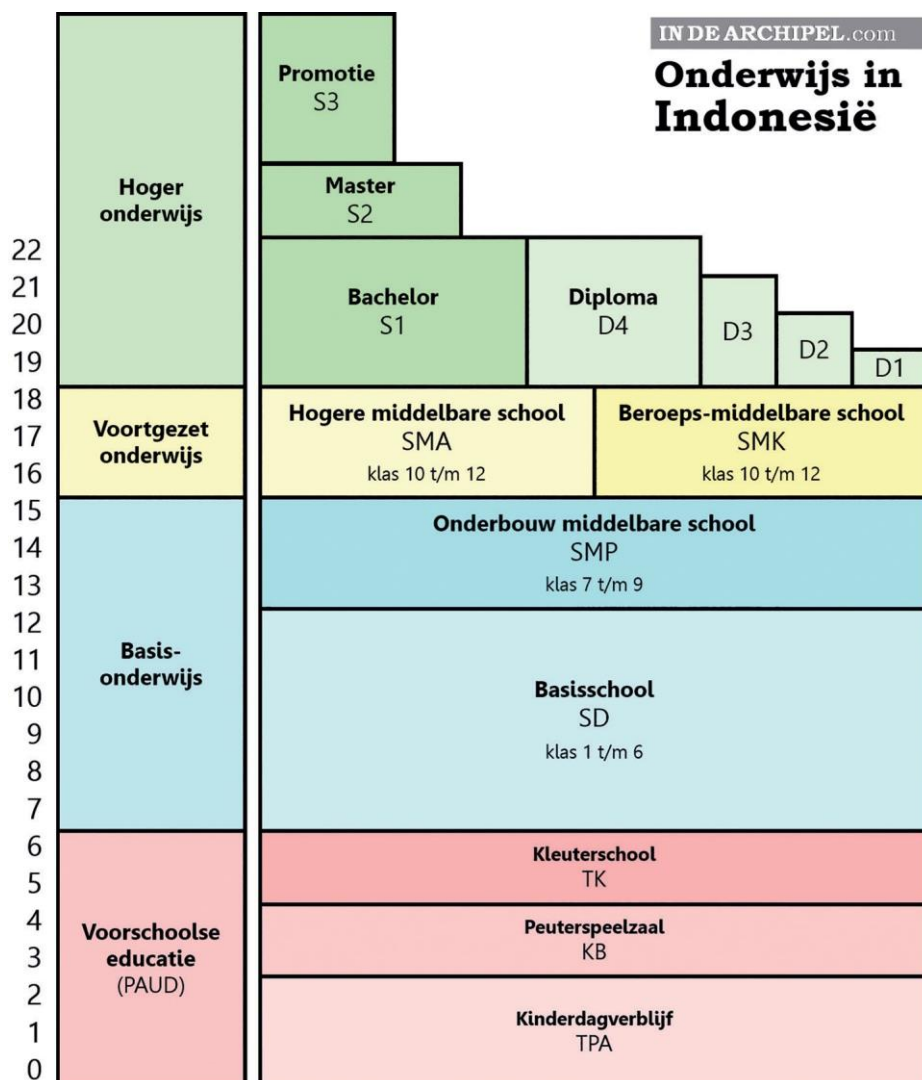 IN DE ARCHIPEL.com
Onderwijs in
Indonesië
Promotie
S3
Hoger
onderwijs
Master
S2
22
21
20
19
Bachelor
S1
Diploma
D4
D3
D2
D1
18
17
16
Voortgezet
onderwijs
Hogere middelbare school
SMA
klas 10 t/m 12
Beroeps-middelbare school
SMK
klas 10 t/m 12
15
14
13
12
11
10
9
8
7
Basis-
onderwijs
Onderbouw middelbare school
SMP
klas 7 t/m 9
Basisschool
SD
klas 1 t/m 6
6
5
4
3
2
1
0
Voorschoolse
educatie
(PAUD)
Kleuterschool
TK
Peuterspeelzaal
KB
Kinderdagverblijf
TPA